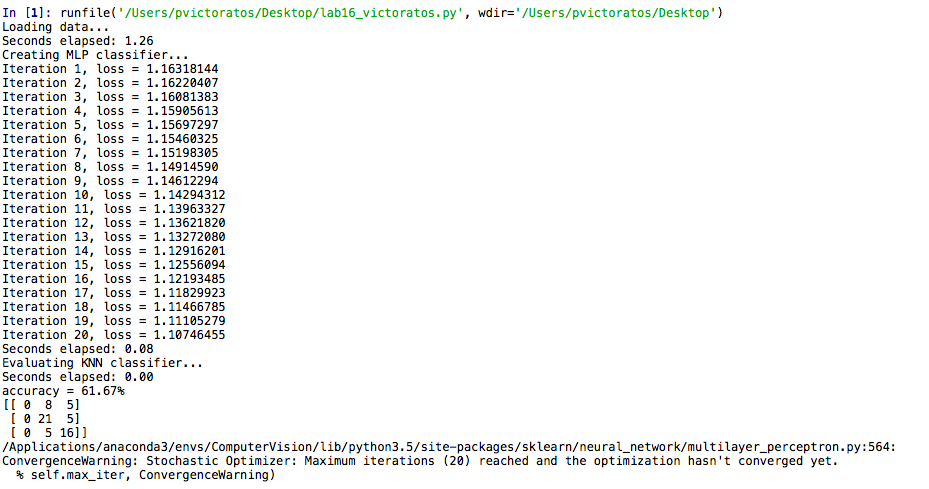 In [1]: runfile('/Users/pvictoratos/Desktop/lab16_victoratos.py', wdir='/Users/pvictoratos/Desktop')
Loading data...
Seconds elapsed: 1.26
Creating MLP classifier...
Iteration 1, loss = 1.16318144
Iteration 2, loss = 1.16220407
Iteration 3, loss = 1.16081383
Iteration 4, loss = 1.15905613
Iteration 5, loss = 1.15697297
Iteration 6, loss = 1.15460325
Iteration 7, loss = 1.15198305
Iteration 8, loss = 1.14914590
Iteration 9, loss = 1.14612294
Iteration 10, loss = 1.14294312
Iteration 11, loss = 1.13963327
Iteration 12, loss = 1.13621820
Iteration 13, loss = 1.13272080
Iteration 14, loss = 1.12916201
Iteration 15, loss = 1.12556094
Iteration 16, loss = 1.12193485
Iteration 17, loss = 1.11829923
Iteration 18, loss = 1.11466785
Iteration 19, loss = 1.11105279
Iteration 20, loss = 1.10746455
Seconds elapsed: 0.08
Evaluating KNN classifier...
Seconds elapsed: 0.00
accuracy = 61.67%
[[ 0  8  5]
 [ 0 21  5]
 [ 0  5 16]]
/Applications/anaconda3/envs/ComputerVision/lib/python3.5/site-packages/sklearn/neural_network/multilayer_perceptron.py:564:
ConvergenceWarning: Stochastic Optimizer: Maximum iterations (20) reached and the optimization hasn't converged yet.
  % self.max_iter, ConvergenceWarning)